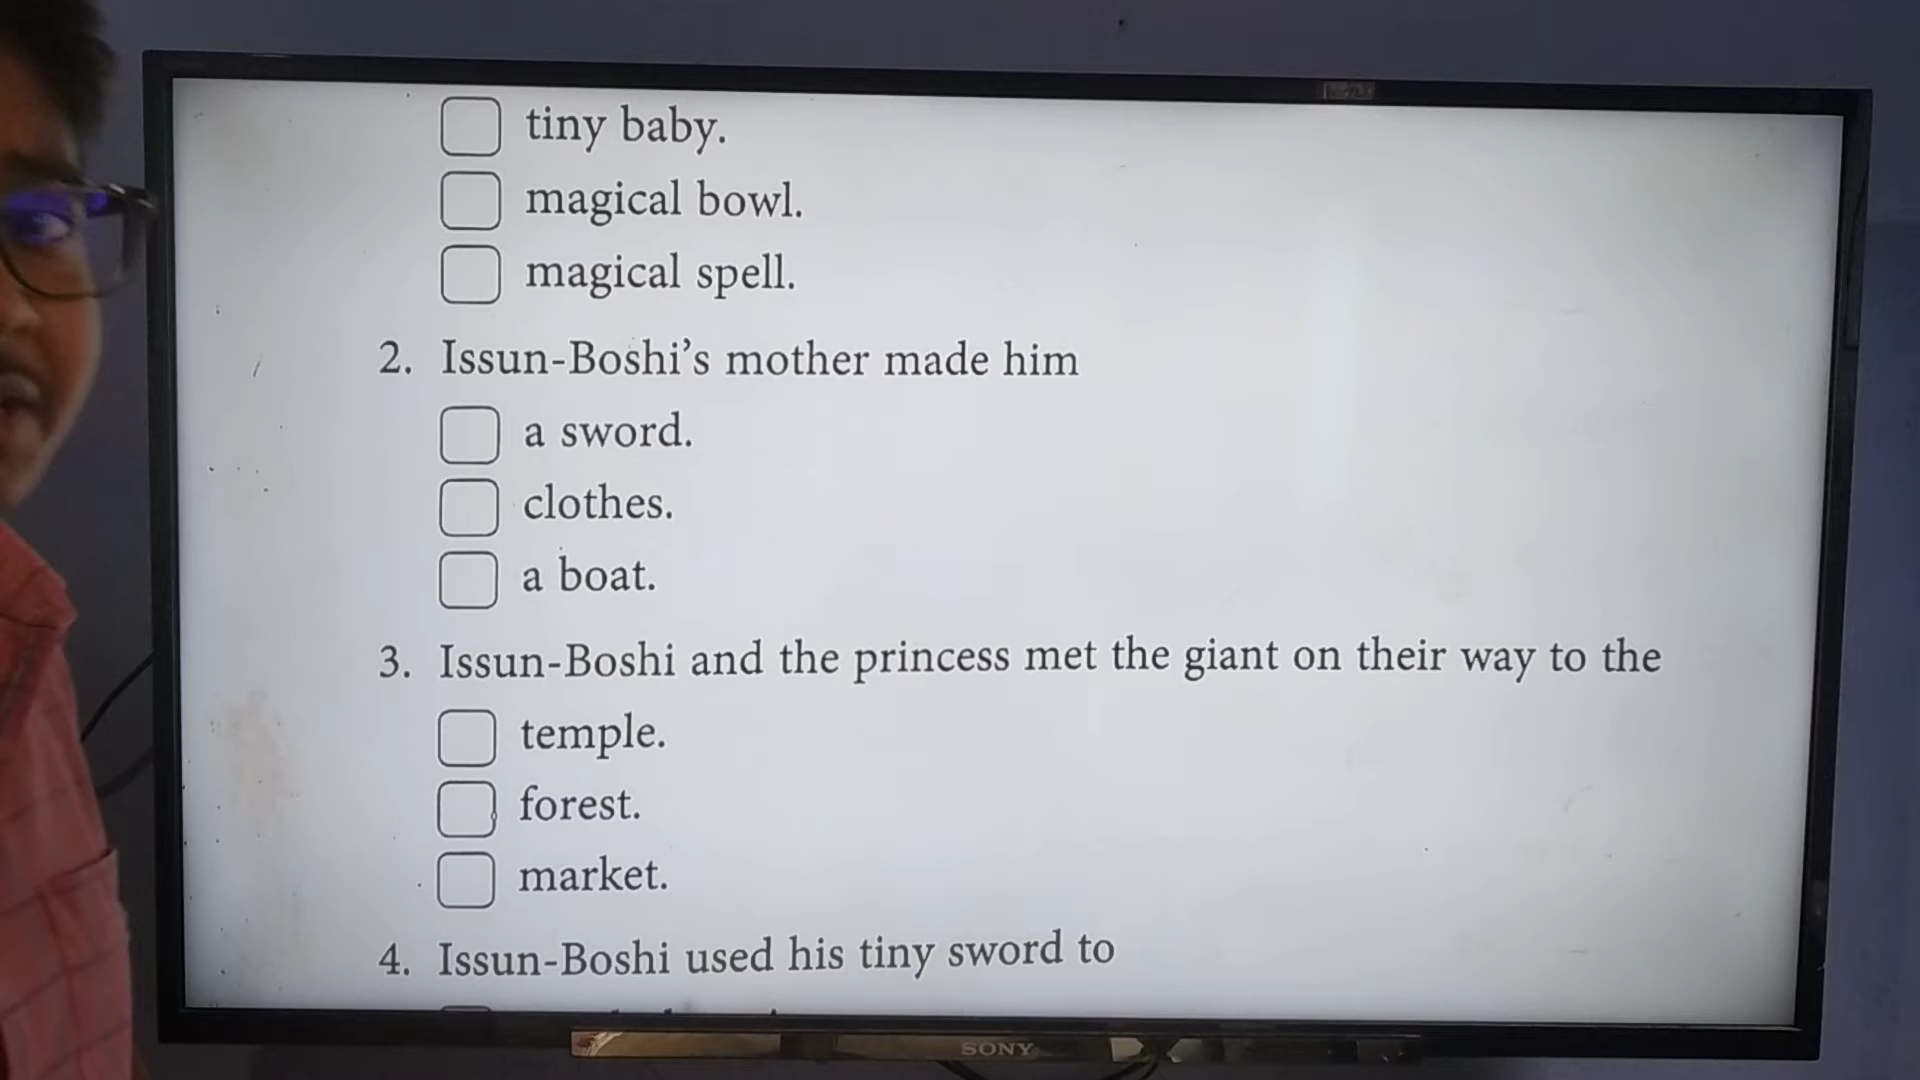 tiny baby.
magical bowl.
magical spell.
2. Issun-Boshi's mother made him
a sword.
clothes.
a boat.
3. Issun-Boshi and the princess met the giant on their way to the
temple.
forest.
market.
4. Issun-Boshi used his tiny sword to
SONY